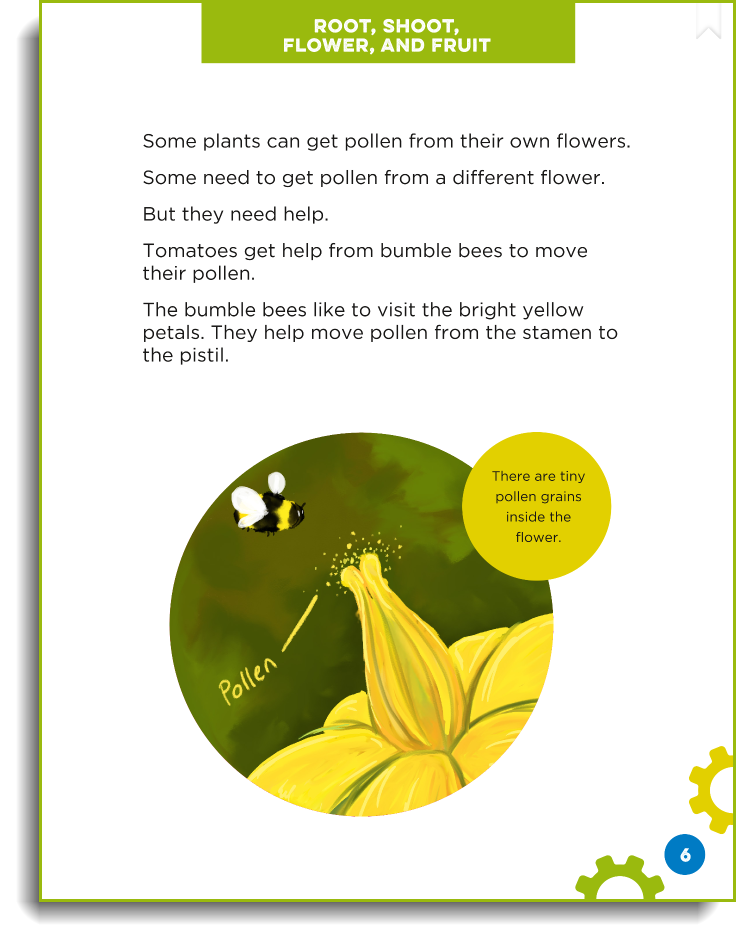 ROOT, SHOOT,
FLOWER, AND FRUIT
Some plants can get pollen from their own flowers.
Some need to get pollen from a different flower.
But they need help.
Tomatoes get help from bumble bees to move
their pollen.
The bumble bees like to visit the bright yellow
petals. They help move pollen from the stamen to
the pistil.
There are tiny
pollen grains
inside the
flower.
Pollen
6